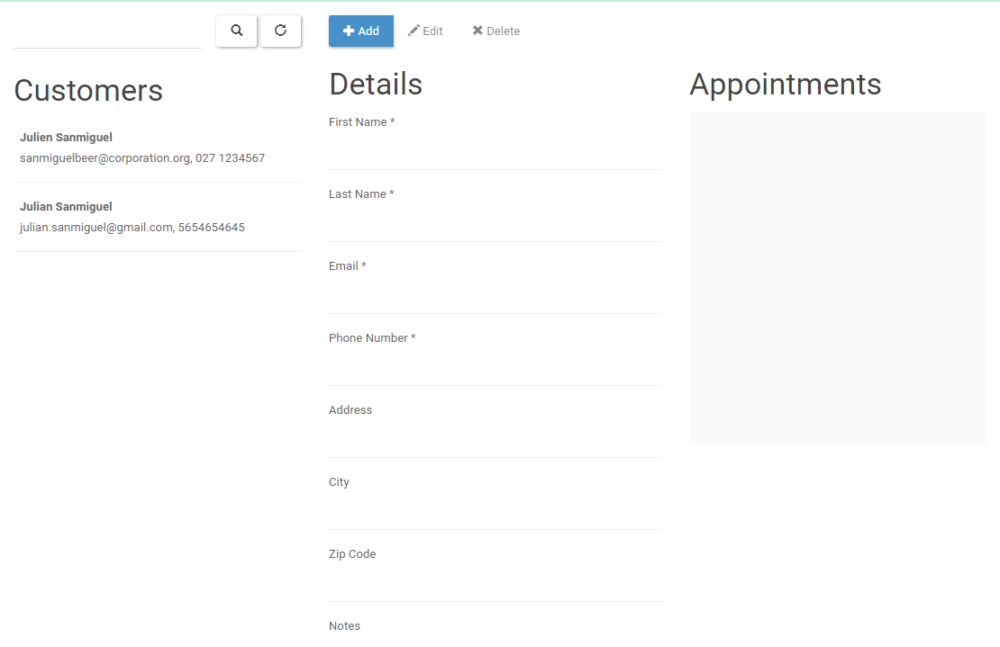 Add
Edit
Delete
Customers
Julien Sanmiguel
sanmiguelbeer@corporation.org, 027 1234567
Julian Sanmiguel
julian.sanmiguel@gmail.com, 5654654645
Details
First Name *
Last Name *
Email *
Phone Number *
Address
City
Zip Code
Notes
Appointments